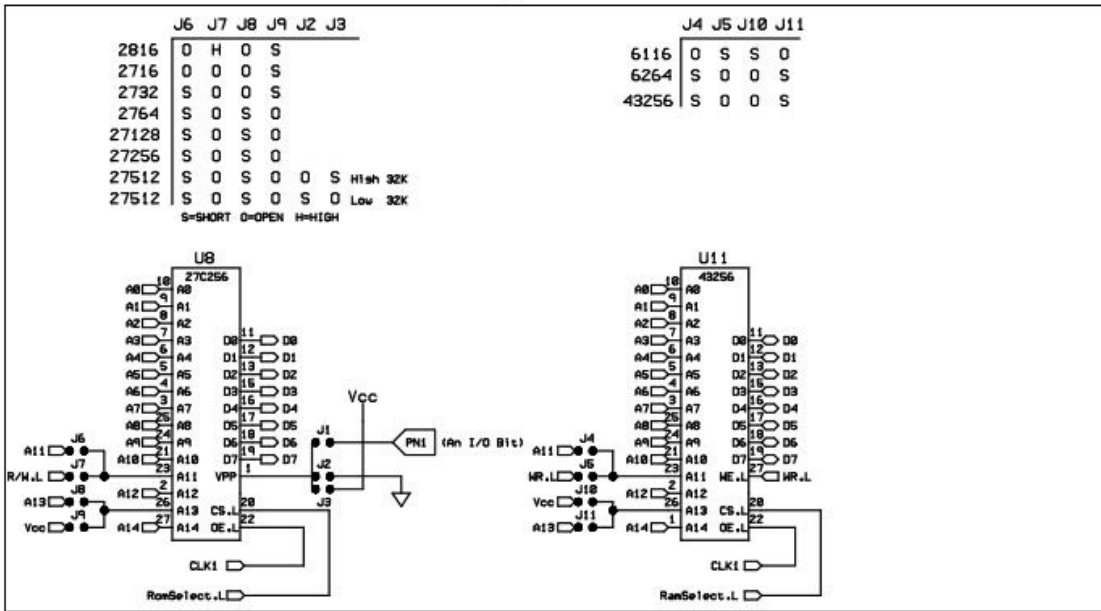 J6 J7 J8 J9 J2 J3
2816 O H O S
2716 O O O S
2732 S O O S
2764 S O S O
27128 S O S O
27256 S O S O
27512 S O S O O S High 32K
27512 S O S O S O Low 32K
S=SHORT O=OPEN H=HIGH
J4 J5 J10 J11
6116 O S S O
6264 S O O S
43256 S O O S
U8
27C256
A0 10 A0
A1 9 A1
A2 8 A2
A3 7 A3 D0 11 D0
A4 6 A4 D1 12 D1
A5 5 A5 D2 13 D2
A6 4 A6 D3 15 D3
A7 3 A7 D4 16 D4
A8 25 A8 D5 17 D5
A9 24 A9 D6 18 D6
A10 21 A10 D7 19 D7
A11 J6
R/W.L J7 23 A11 VPP 1
A12 2 A12
A13 J8 26 A13 CS.L 20
Vcc J9
A14 27 A14 OE.L 22
Vcc
J1 PN1 (An I/O Bit)
J2
J3
CLK1
RomSelect.L
U11
43256
A0 10 A0
A1 9 A1
A2 8 A2
A3 7 A3 D0 11 D0
A4 6 A4 D1 12 D1
A5 5 A5 D2 13 D2
A6 4 A6 D3 15 D3
A7 3 A7 D4 16 D4
A8 25 A8 D5 17 D5
A9 24 A9 D6 18 D6
A10 21 A10 D7 19 D7
A11 J4
WR.L J5 23 A11 WE.L 27 WR.L
A12 2 A12
Vcc J10 26 A13 CS.L 20
A13 J11
A14 1 A14 OE.L 22
CLK1
RamSelect.L